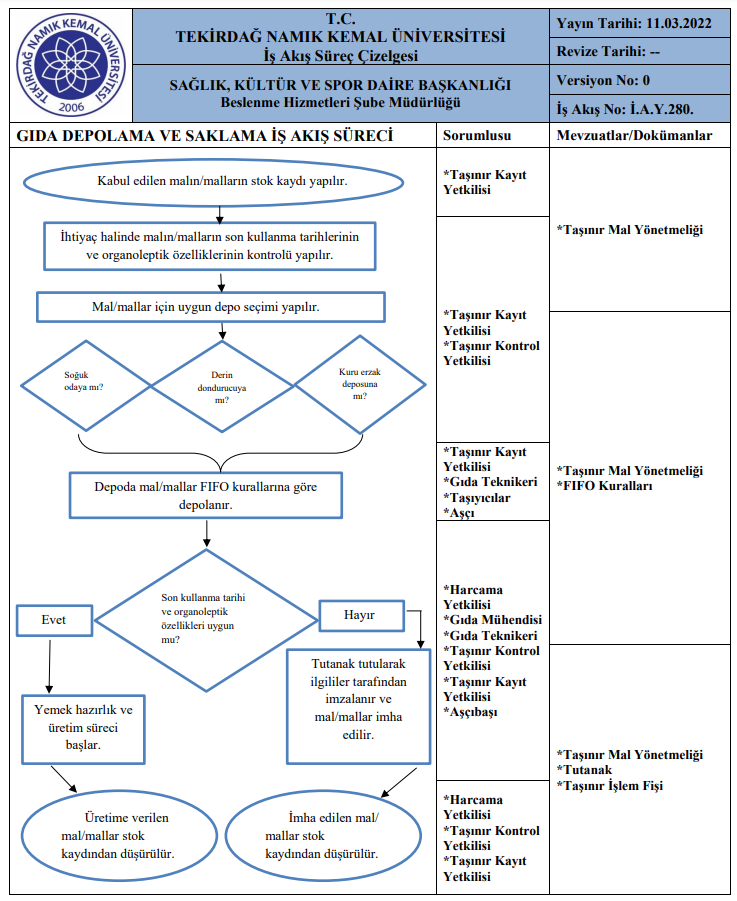 TEKİRDAĞ NAMIK KEMAL ÜNİVERSİTESİ
2006
T.C.
TEKİRDAĞ NAMIK KEMAL ÜNİVERSİTESİ
İş Akış Süreç Çizelgesi
SAĞLIK, KÜLTÜR VE SPOR DAİRE BAŞKANLIĞI
Beslenme Hizmetleri Şube Müdürlüğü
Yayın Tarihi: 11.03.2022
Revize Tarihi: --
Versiyon No: 0
İş Akış No: İ.A.Y.280.
GIDA DEPOLAMA VE SAKLAMA İŞ AKIŞ SÜRECİ
Sorumlusu
Mevzuatlar/Dokümanlar
Kabul edilen malın/malların stok kaydı yapılır.
İhtiyaç halinde malın/malların son kullanma tarihlerinin
ve organoleptik özelliklerinin kontrolü yapılır.
Mal/mallar için uygun depo seçimi yapılır.
Soğuk
odaya mı?
Derin
dondurucuya
mı?
Kuru erzak
deposuna
mı?
Depoda mal/mallar FIFO kurallarına göre
depolanır.
Son kullanma tarihi
ve organoleptik
özellikleri uygun
mu?
Evet
Hayır
Yemek hazırlık ve
üretim süreci
başlar.
Tutanak tutularak
ilgililer tarafından
imzalanır ve
mal/mallar imha
edilir.
Üretime verilen
mal/mallar stok
kaydından düşürülür.
İmha edilen mal/
mallar stok
kaydından düşürülür.
*Taşınır Kayıt
Yetkilisi
*Taşınır Kayıt
Yetkilisi
*Taşınır Kontrol
Yetkilisi
*Taşınır Kayıt
Yetkilisi
*Gıda Teknikeri
*Taşıyıcılar
*Aşçı
*Harcama
Yetkilisi
*Gıda Mühendisi
*Gıda Teknikeri
*Taşınır Kontrol
Yetkilisi
*Taşınır Kayıt
Yetkilisi
*Aşçıbaşı
*Harcama
Yetkilisi
*Taşınır Kontrol
Yetkilisi
*Taşınır Kayıt
Yetkilisi
*Taşınır Mal Yönetmeliği
*Taşınır Mal Yönetmeliği
*FIFO Kuralları
*Taşınır Mal Yönetmeliği
*Tutanak
*Taşınır İşlem Fişi